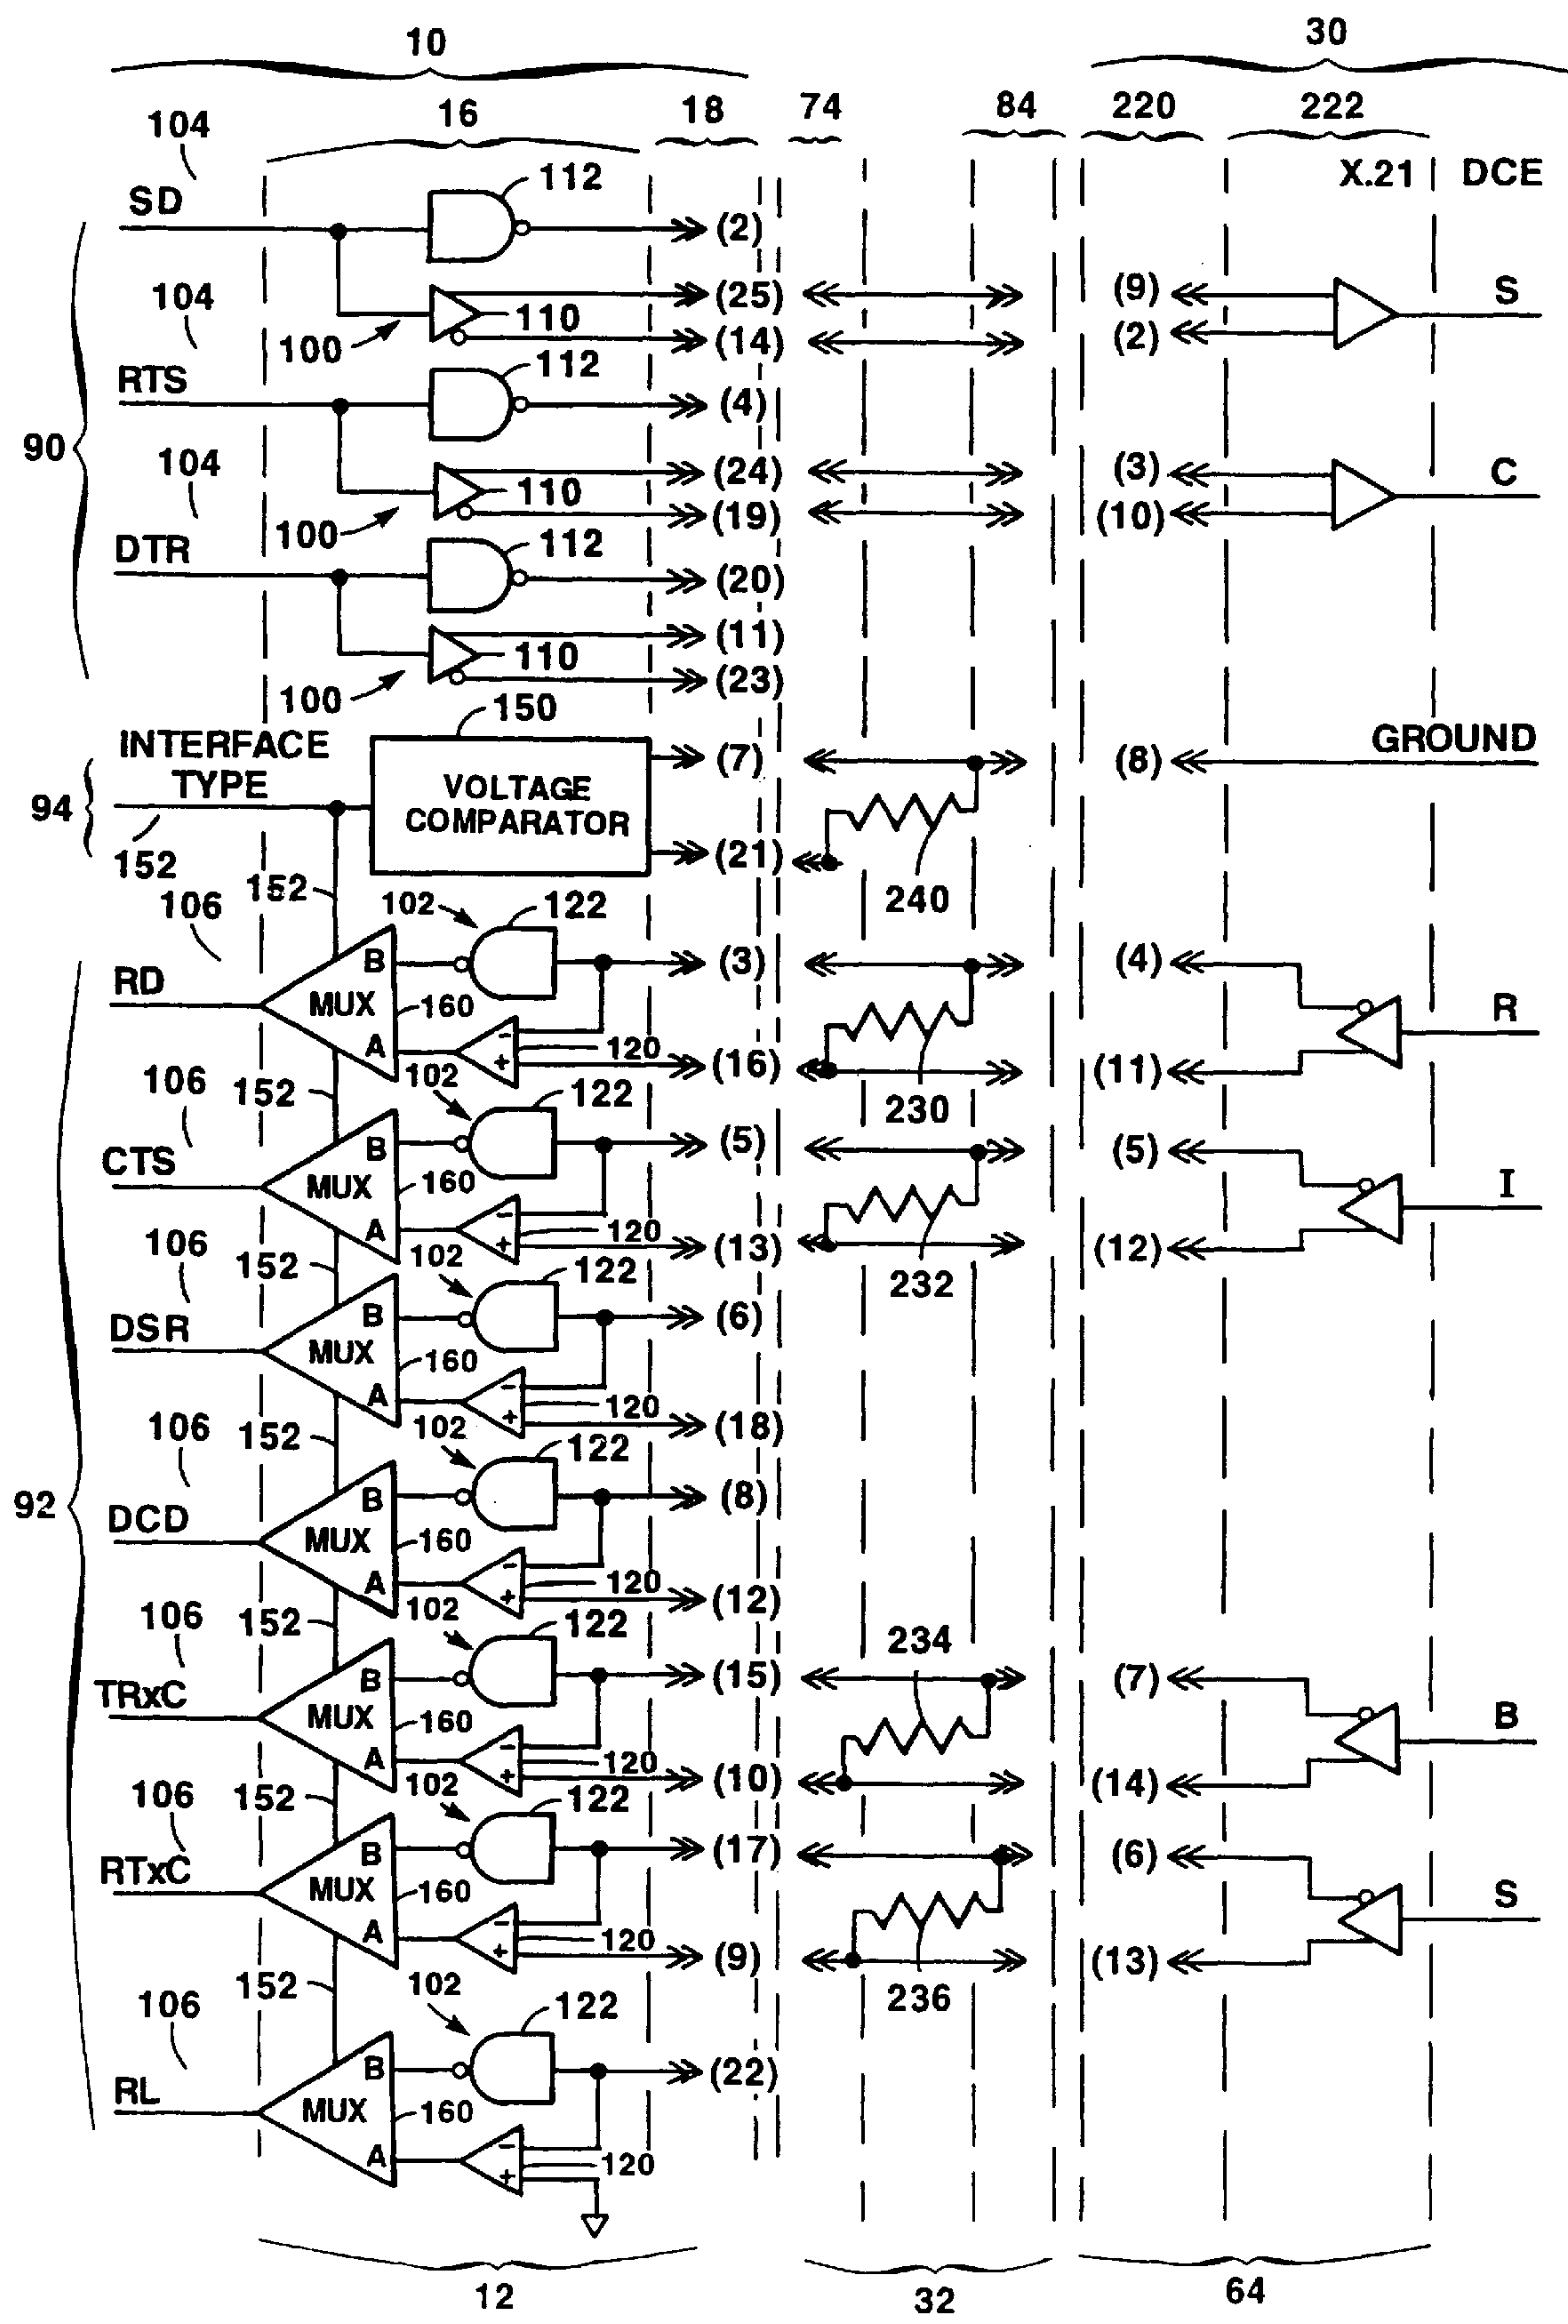 10 30
16 18 74 84 220 222
104 X.21 DCE
SD 112 (2)
(25) (9) S
104 100 110 (14) (2)
RTS 112 (4)
90 (24) (3) C
104 100 110 (19) (10)
DTR 112 (20)
(11)
110
100 (23)
150
INTERFACE TYPE (7) (8) GROUND
94 VOLTAGE COMPARATOR
152 (21)
152 240
106 102 122
RD B (3) (4)
MUX 160 R
A - + 120 (16) (11)
230
106 152 102 122
CTS B (5) (5)
MUX 160 I
A - + 120 (13) (12)
232
106 152 102 122
DSR B (6)
MUX 160
A - + 120 (18)
106 152 102 122
92 DCD B (8)
MUX 160
A - + 120 (12)
106 152 102 122 234
TRxC B (15) (7)
MUX 160 B
A - + 120 (10) (14)
106 152 102 122
RTxC B (17) (6)
MUX 160 S
A - + 120 (9) (13)
236
106 152 102 122
RL B (22)
MUX 160
A - + 120
12 32 64